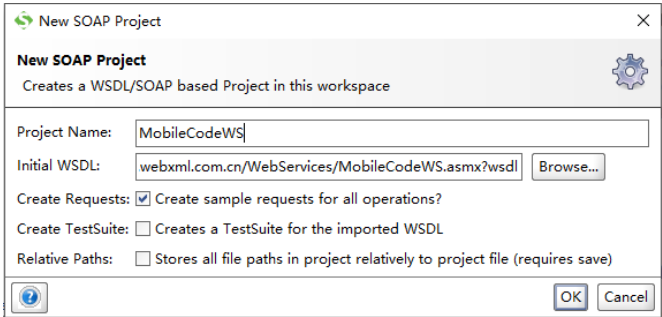 New SOAP Project
New SOAP Project
Creates a WSDL/SOAP based Project in this workspace
Project Name: MobileCodeWS
Initial WSDL: webxml.com.cn/WebServices/MobileCodeWS.asmx?wsdl Browse...
Create Requests: Create sample requests for all operations?
Create TestSuite: Creates a TestSuite for the imported WSDL
Relative Paths: Stores all file paths in project relatively to project file (requires save)
? OK Cancel